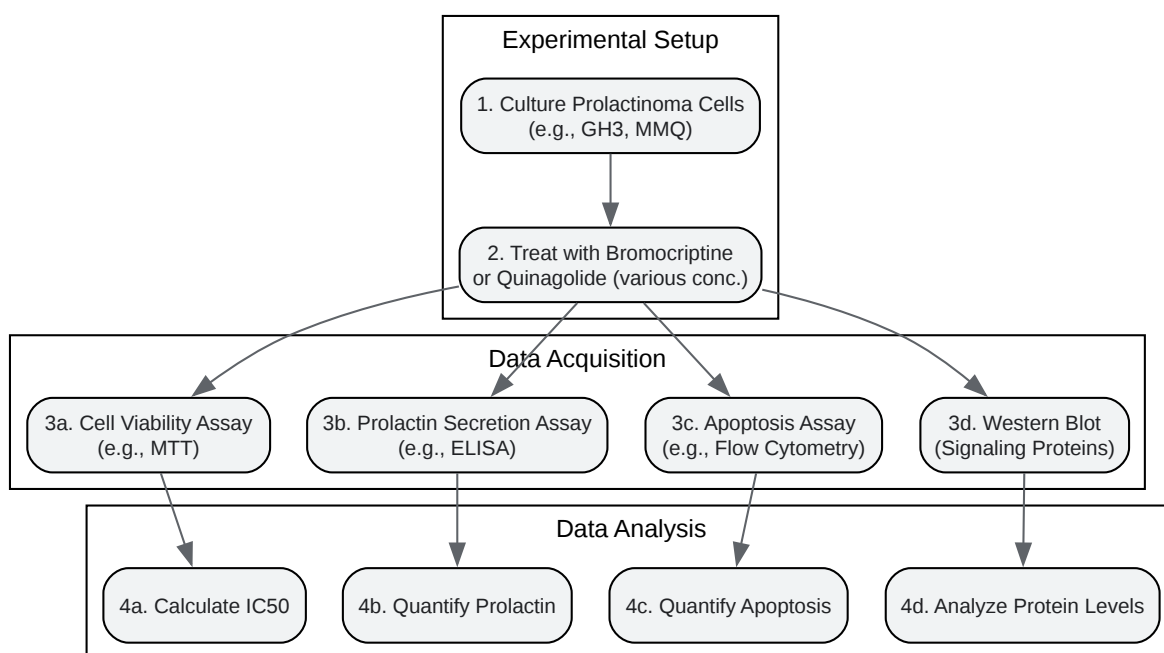 Experimental Setup
1. Culture Prolactinoma Cells
(e.g., GH3, MMQ)
2. Treat with Bromocriptine
or Quinagolide (various conc.)
Data Acquisition
3a. Cell Viability Assay
(e.g., MTT)
3b. Prolactin Secretion Assay
(e.g., ELISA)
3c. Apoptosis Assay
(e.g., Flow Cytometry)
3d. Western Blot
(Signaling Proteins)
Data Analysis
4a. Calculate IC50
4b. Quantify Prolactin
4c. Quantify Apoptosis
4d. Analyze Protein Levels